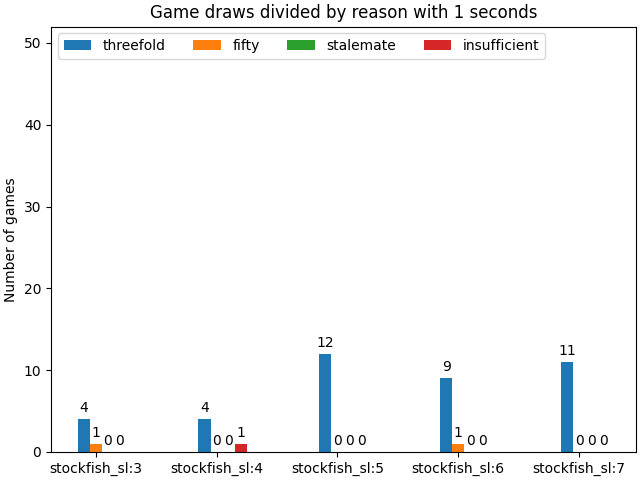 Game draws divided by reason with 1 seconds
threefold fifty stalemate insufficient
Number of games
50
40
30
20
10
0
4 1 0 0
4 0 0 1
12 0 0 0
9 1 0 0
11 0 0 0
stockfish_sl:3 stockfish_sl:4 stockfish_sl:5 stockfish_sl:6 stockfish_sl:7